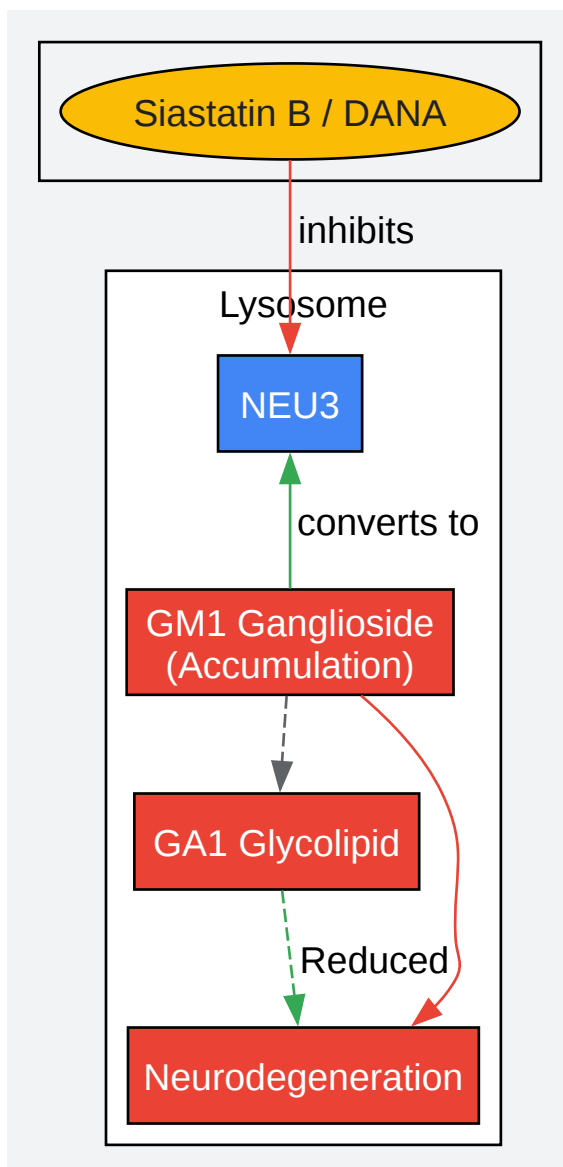 Siastatin B / DANA
inhibits
Lysosome
NEU3
converts to
GM1 Ganglioside
(Accumulation)
GA1 Glycolipid
Reduced
Neurodegeneration